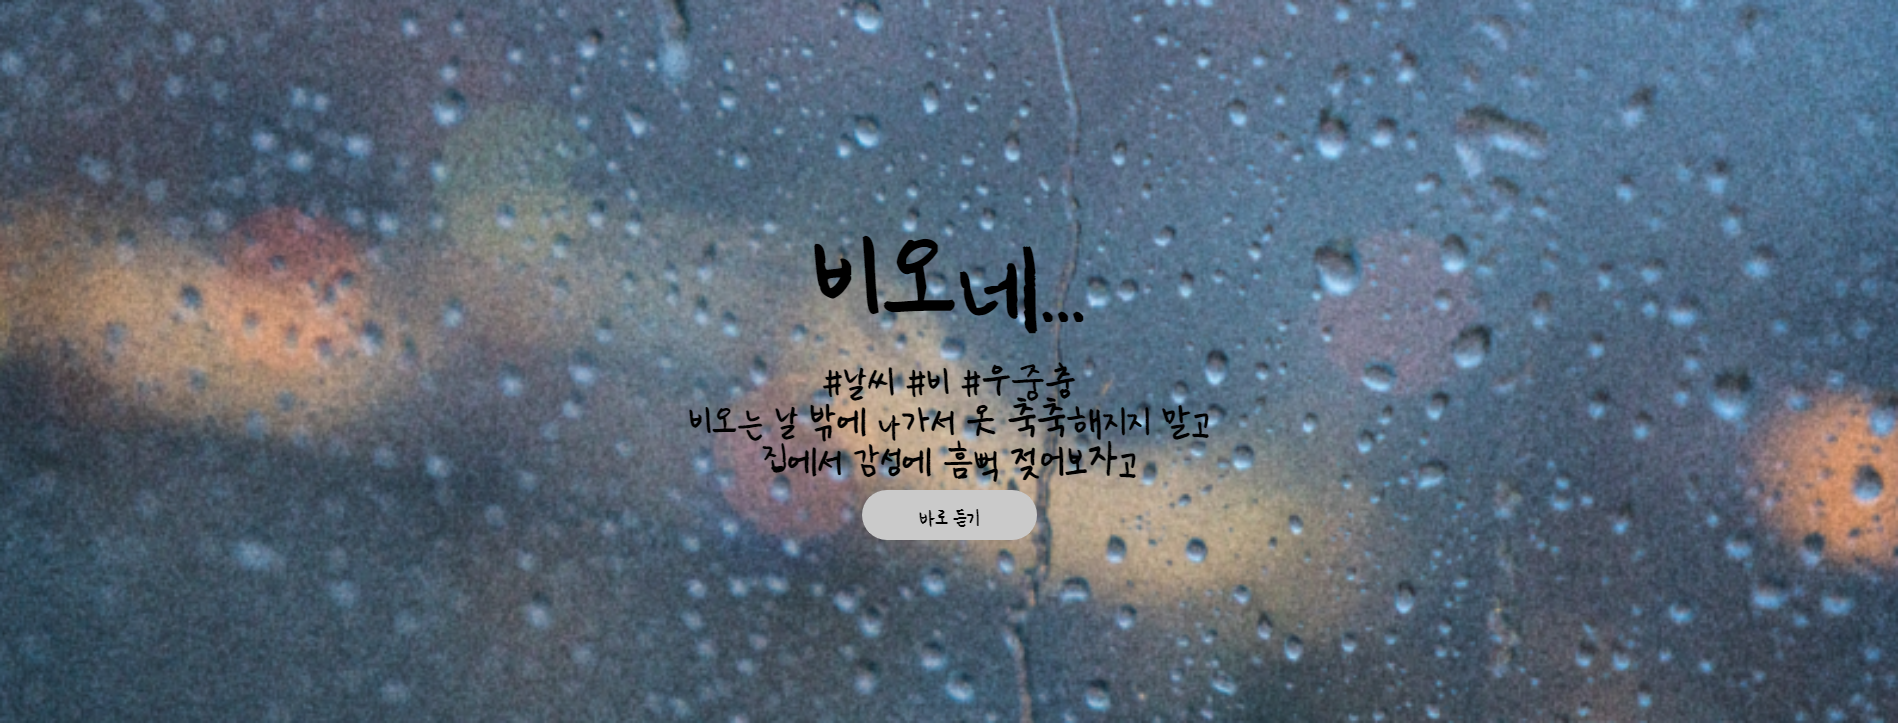 비오네...
#날씨 #비 #우중충
비오는 날 밖에 나가서 옷 축축해지지 말고
집에서 감성에 흠뻑 젖어보자고
바로 듣기